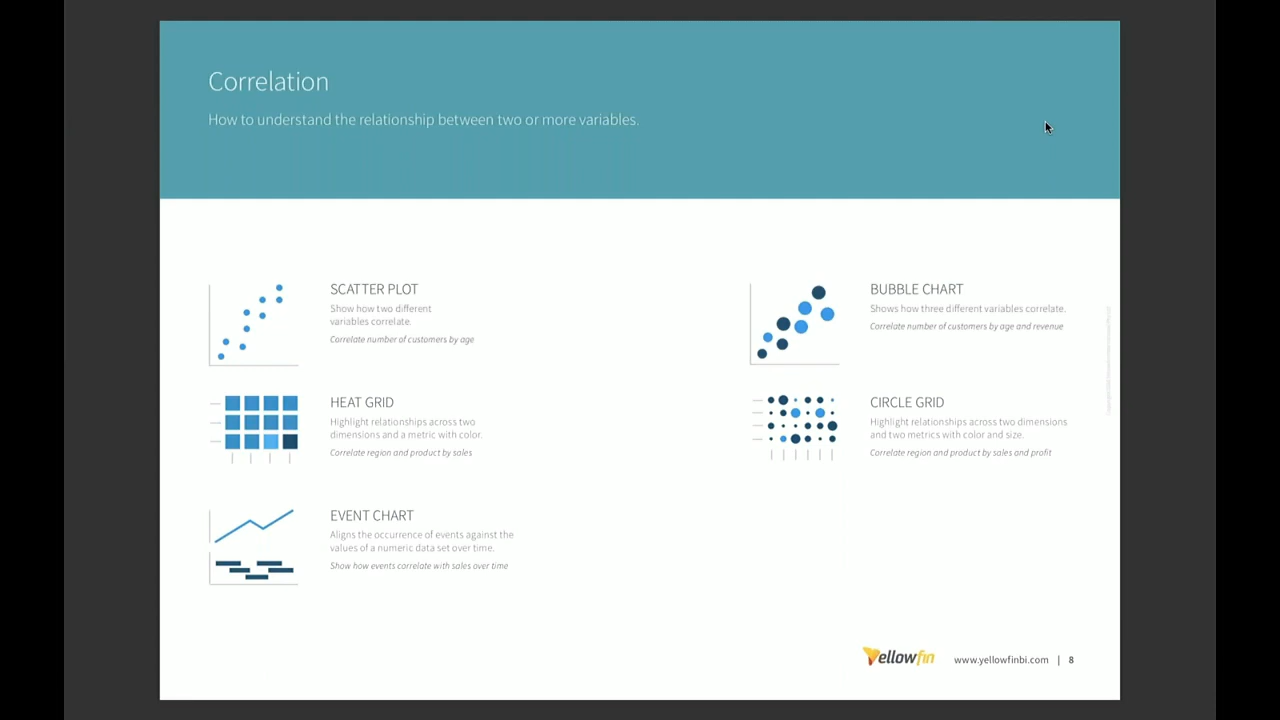 Correlation
How to understand the relationship between two or more variables.
SCATTER PLOT
Show how two different
variables correlate.
Correlate number of customers by age
BUBBLE CHART
Shows how three different variables correlate.
Correlate number of customers by age and revenue
HEAT GRID
Highlight relationships across two
dimensions and a metric with color.
Correlate region and product by sales
CIRCLE GRID
Highlight relationships across two dimensions
and two metrics with color and size.
Correlate region and product by sales and profit
EVENT CHART
Aligns the occurrence of events against the
values of a numeric data set over time.
Show how events correlate with sales over time
Yellowfin
www.yellowfinbi.com | 8